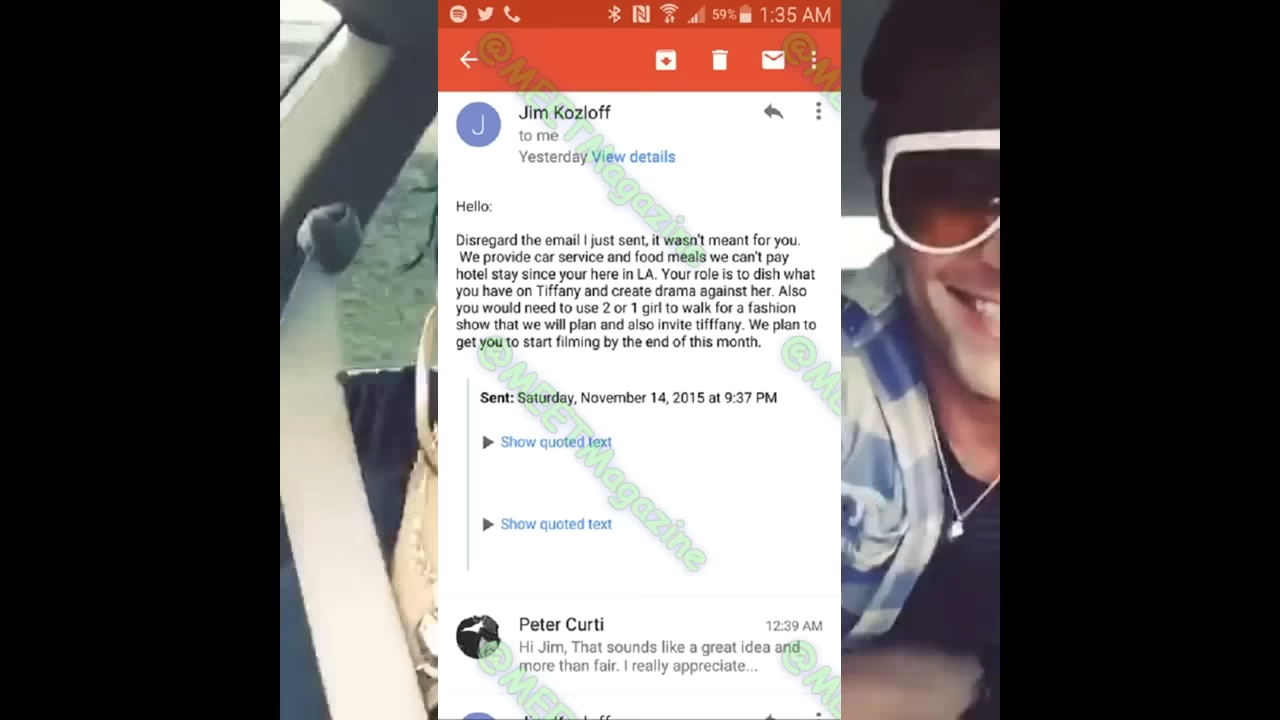 59% 1:35 AM
@MEETMagazine
Jim Kozloff
to me
Yesterday View details
Hello:
Disregard the email I just sent, it wasn't meant for you.
We provide car service and food meals we can't pay
hotel stay since your here in LA. Your role is to dish what
you have on Tiffany and create drama against her. Also
you would need to use 2 or 1 girl to walk for a fashion
show that we will plan and also invite tifffany. We plan to
get you to start filming by the end of this month.
Sent: Saturday, November 14, 2015 at 9:37 PM
Show quoted text
@MEETMagazine
Show quoted text
Peter Curti 12:39 AM
Hi Jim, That sounds like a great idea and
more than fair. I really appreciate...
Jim Kozloff